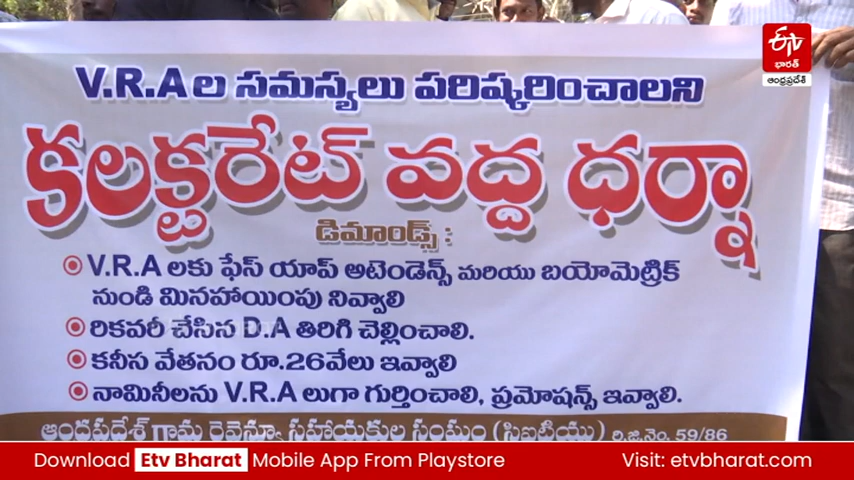 ETV
భారత్
ఆంధ్రప్రదేశ్
V.R.Aల సమస్యలు పరిష్కరించాలని
కలక్టరేట్ వద్ద ధర్నా
డిమాండ్స్ :
V.R.A లకు ఫేస్ యాప్ అటెండెన్స్ మరియు బయోమెట్రిక్
నుండి మినహాయింపు నివ్వాలి
రికవరీ చేసిన D.A తిరిగి చెల్లించాలి.
కనీస వేతనం రూ.26వేలు ఇవ్వాలి
నామినీలను V.R.A లుగా గుర్తించాలి, ప్రమోషన్స్ ఇవ్వాలి.
ఆంధ్రప్రదేశ్ గ్రామ రెవెన్యూ సహాయకుల సంఘం (సిఐటియు) రి.జి.నెం. 59/86
Download Etv Bharat Mobile App From Playstore
Visit: etvbharat.com